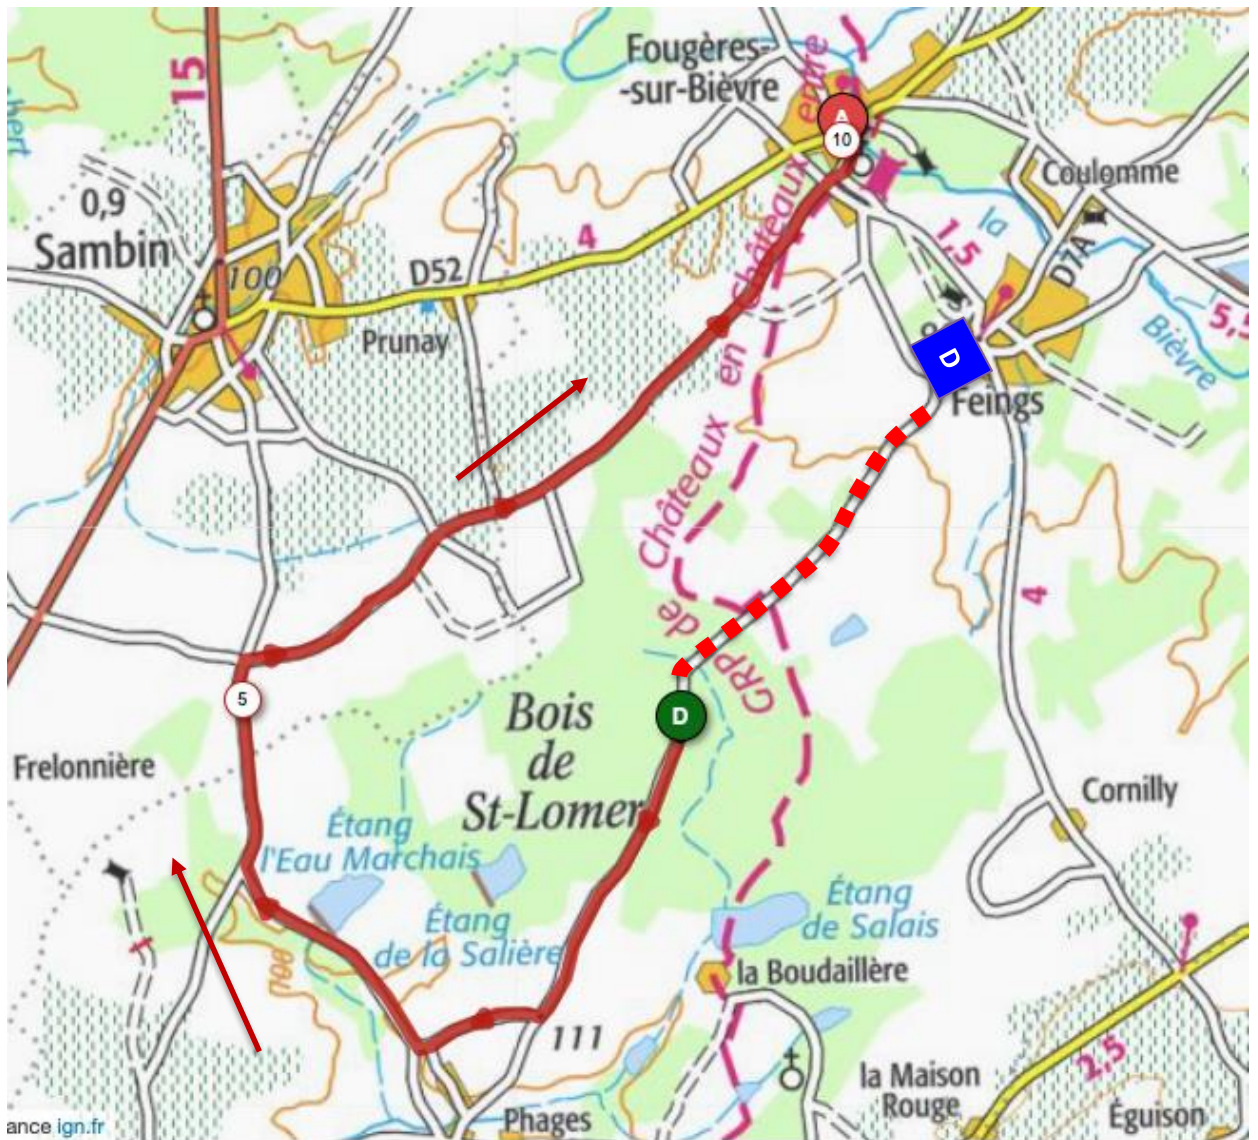 15
Fougères-
-sur-Bièvre
entre
A
10
Coulomme
0,9
Sambin
100
4
D52
la
1,5
D7A
5,5
Bièvre
Prunay
Châteaux
en
Châteaux
de
GRP
D
Feings
4
5
D
Frelonnière
Bois
de
St-Lomer
Cornilly
Étang
l'Eau Marchais
Étang
de la Salière
Étang
de Salais
100
la Boudaillère
111
2,5
la Maison
Rouge
Phages
Éguison
ance ign.fr